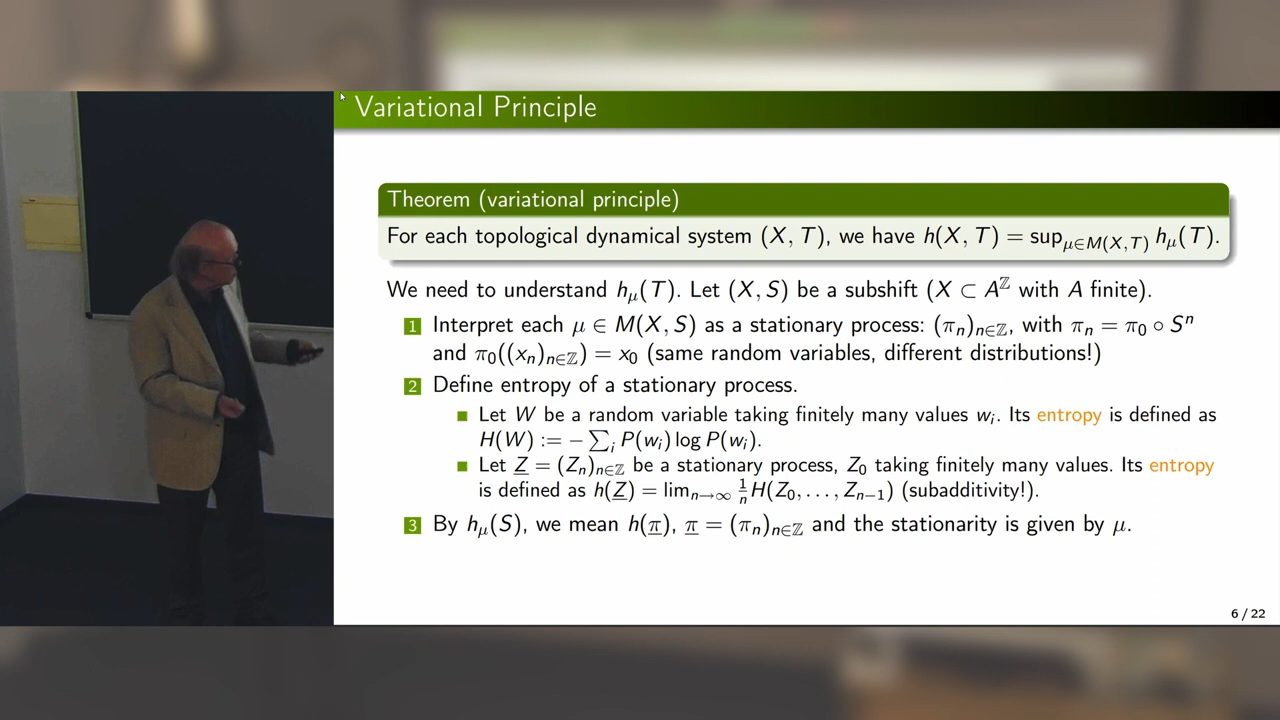 Variational Principle
Theorem (variational principle)
For each topological dynamical system (X, T), we have h(X, T) = sup_{μ∈M(X,T)} h_μ(T).
We need to understand h_μ(T). Let (X, S) be a subshift (X ⊂ A^ℤ with A finite).
1 Interpret each μ ∈ M(X, S) as a stationary process: (π_n)_{n∈ℤ}, with π_n = π_0 ∘ S^n
and π_0((x_n)_{n∈ℤ}) = x_0 (same random variables, different distributions!)
2 Define entropy of a stationary process.
Let W be a random variable taking finitely many values w_i. Its entropy is defined as
H(W) := − ∑_i P(w_i) log P(w_i).
Let Z̲ = (Z_n)_{n∈ℤ} be a stationary process, Z_0 taking finitely many values. Its entropy
is defined as h(Z̲) = lim_{n→∞} 1/n H(Z_0, . . . , Z_{n−1}) (subadditivity!).
3 By h_μ(S), we mean h(π̲), π̲ = (π_n)_{n∈ℤ} and the stationarity is given by μ.
6 / 22